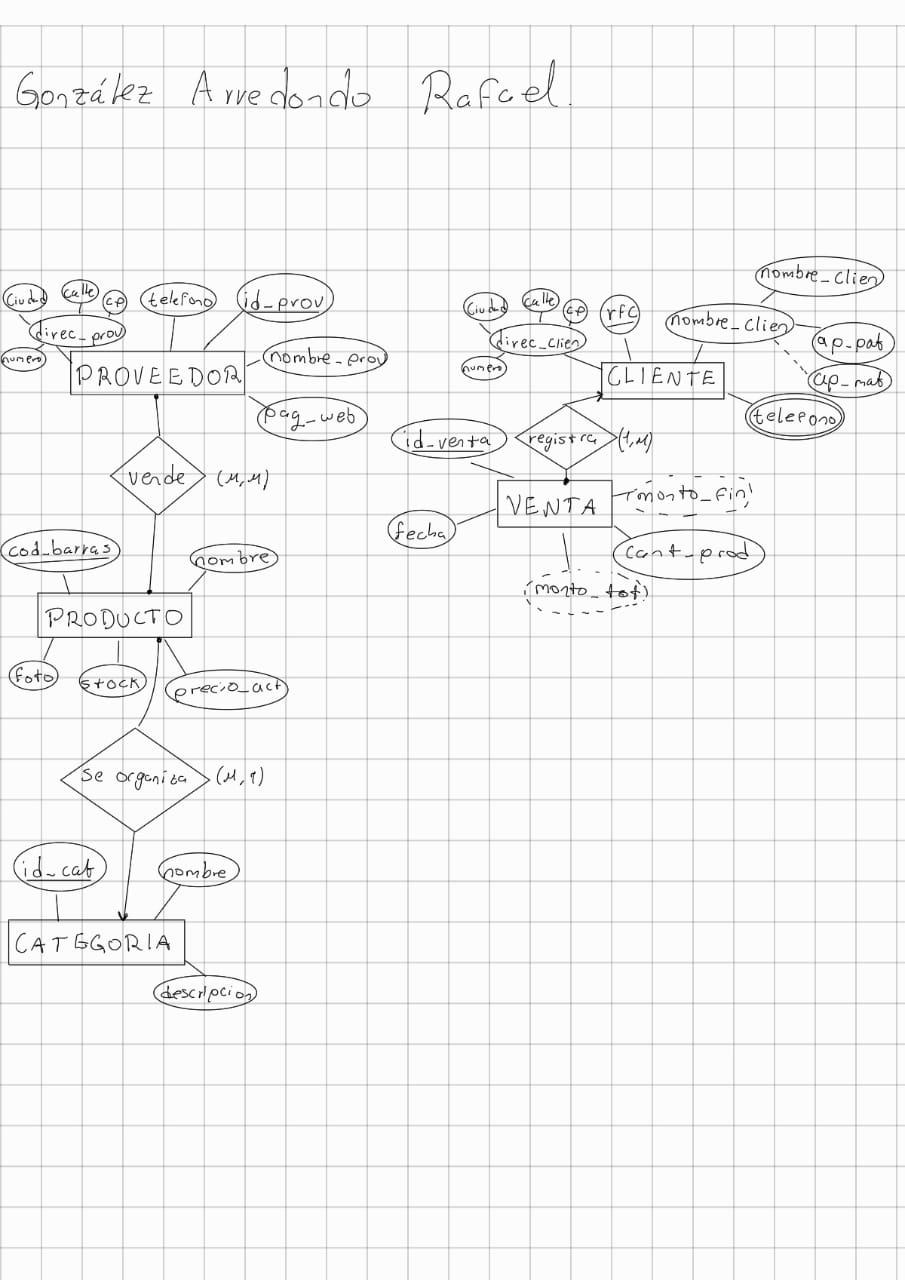 González Arredondo Rafael.
Ciudad
calle
cp
telefono
id_prov
direc_prov
numero
nombre_prov
PROVEEDOR
pag_web
vende (M,M)
cod_barras
nombre
PRODUCTO
foto
stock
precio_act
se organiza (M,1)
id_cat
nombre
CATEGORIA
descripcion
nombre_clien
Ciudad
calle
cp
rfc
nombre_clien
direc_clien
ap_pat
numero
CLIENTE
ap_mat
telefono
id_venta
registra (1,M)
VENTA
monto_fin
fecha
cant_prod
monto_tot